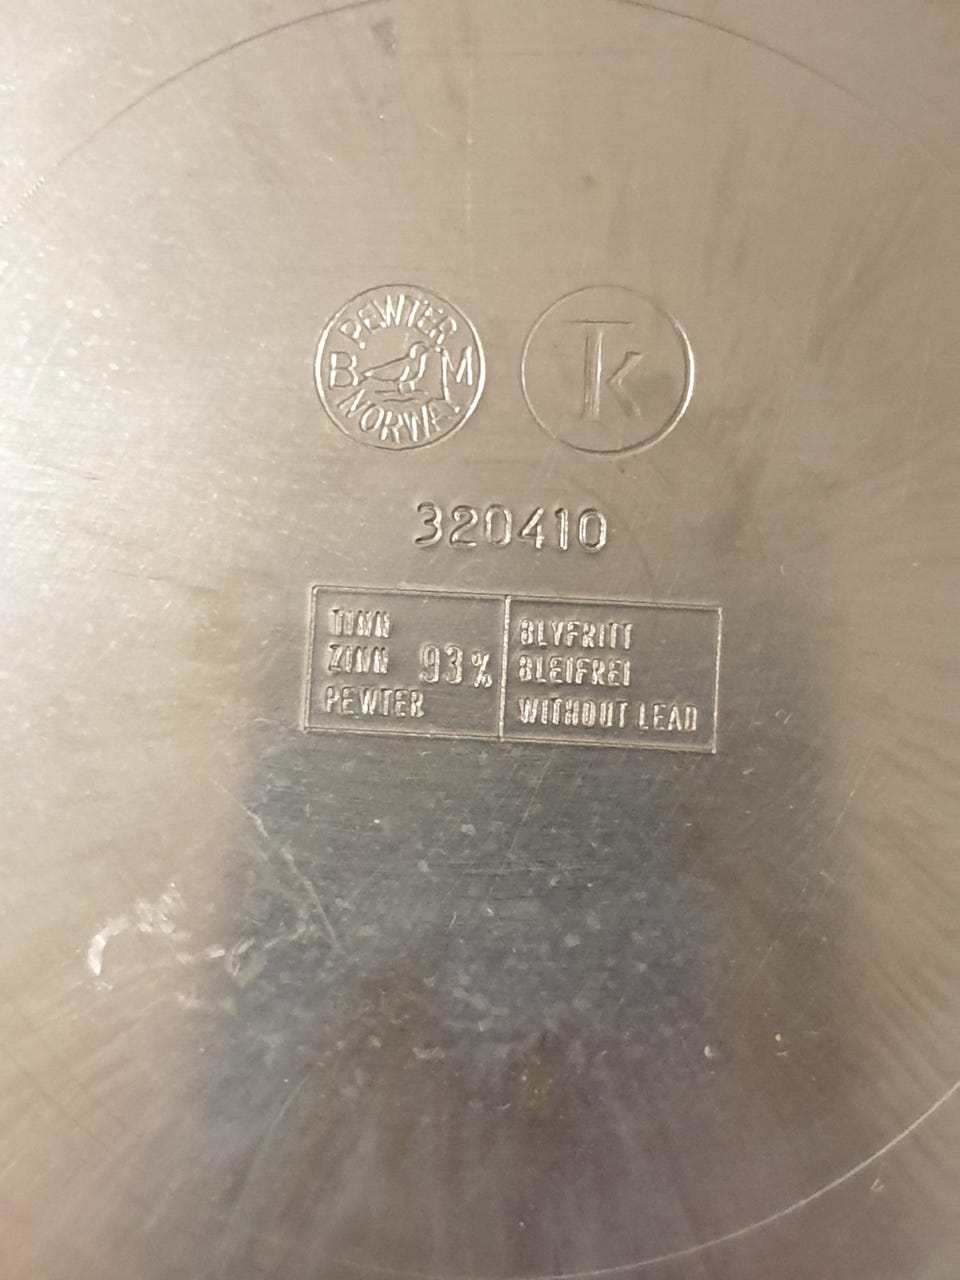 PEWTER
B M
NORWAY
TK
320410
TINN
ZINN 93%
PEWTER
BLYFRITT
BLEIFREI
WITHOUT LEAD